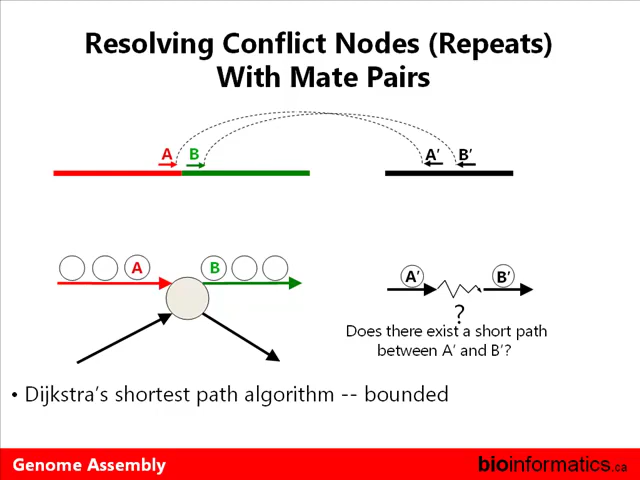 Resolving Conflict Nodes (Repeats)
With Mate Pairs
A B A’ B’
A B A’ B’
?
Does there exist a short path
between A’ and B’?
• Dijkstra’s shortest path algorithm -- bounded
Genome Assembly
bioinformatics.ca